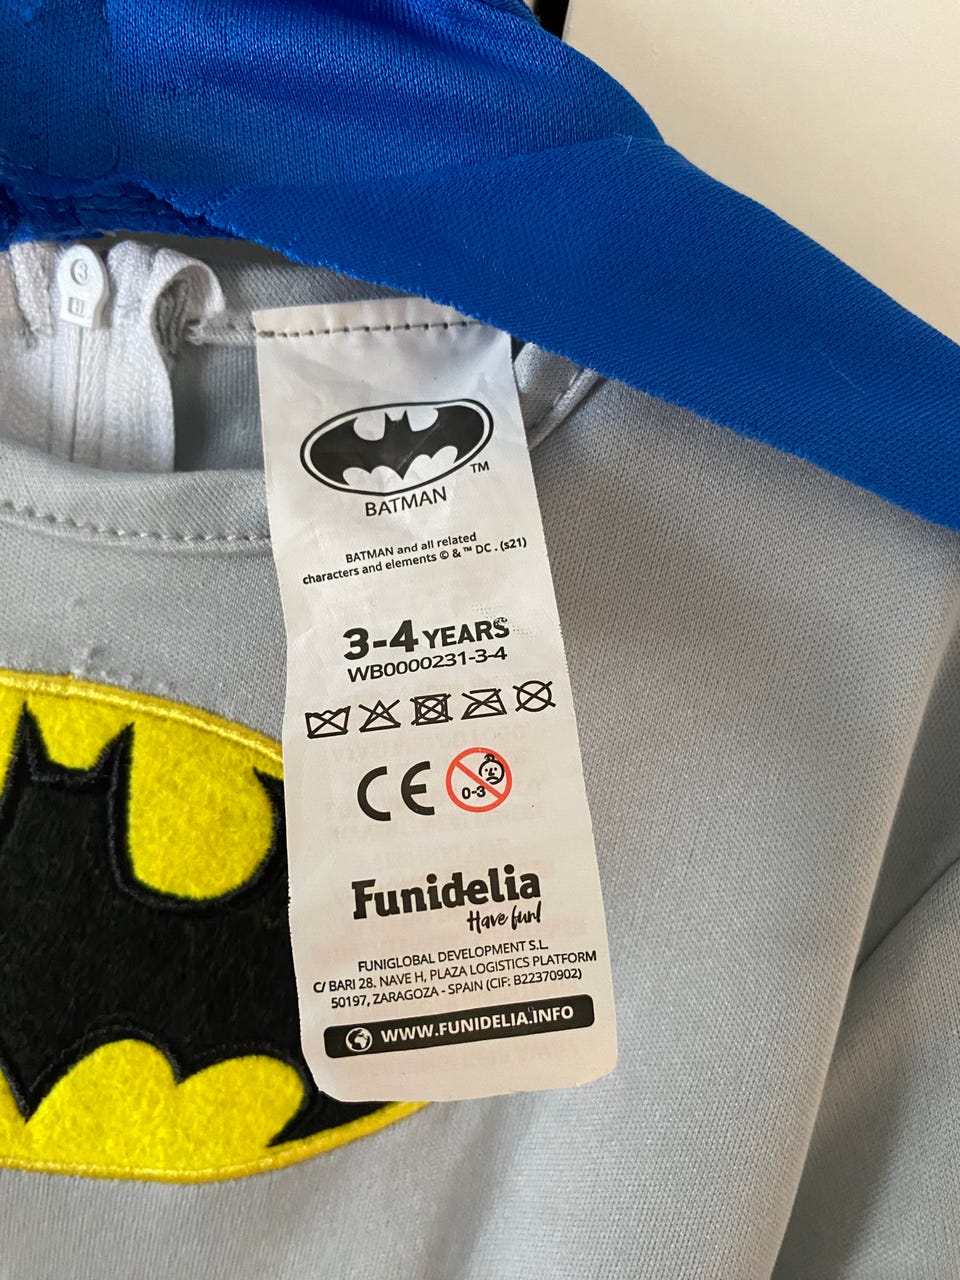 3
™
BATMAN
BATMAN and all related
characters and elements © & ™ DC . (s21)
3-4 YEARS
WB0000231-3-4
CE
0-3
Funidelia
Have fun!
FUNIGLOBAL DEVELOPMENT S.L.
C/ BARI 28. NAVE H, PLAZA LOGISTICS PLATFORM
50197, ZARAGOZA - SPAIN (CIF: B22370902)
WWW.FUNIDELIA.INFO